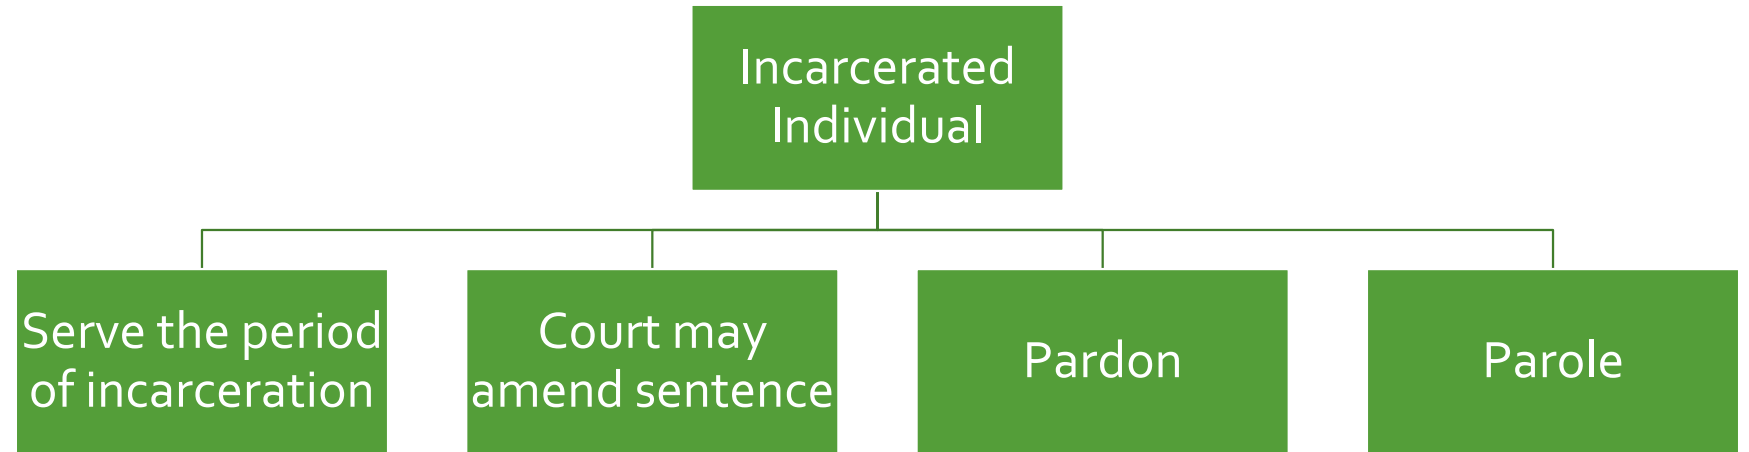 Incarcerated
Individual
Serve the period
of incarceration
Court may
amend sentence
Pardon
Parole